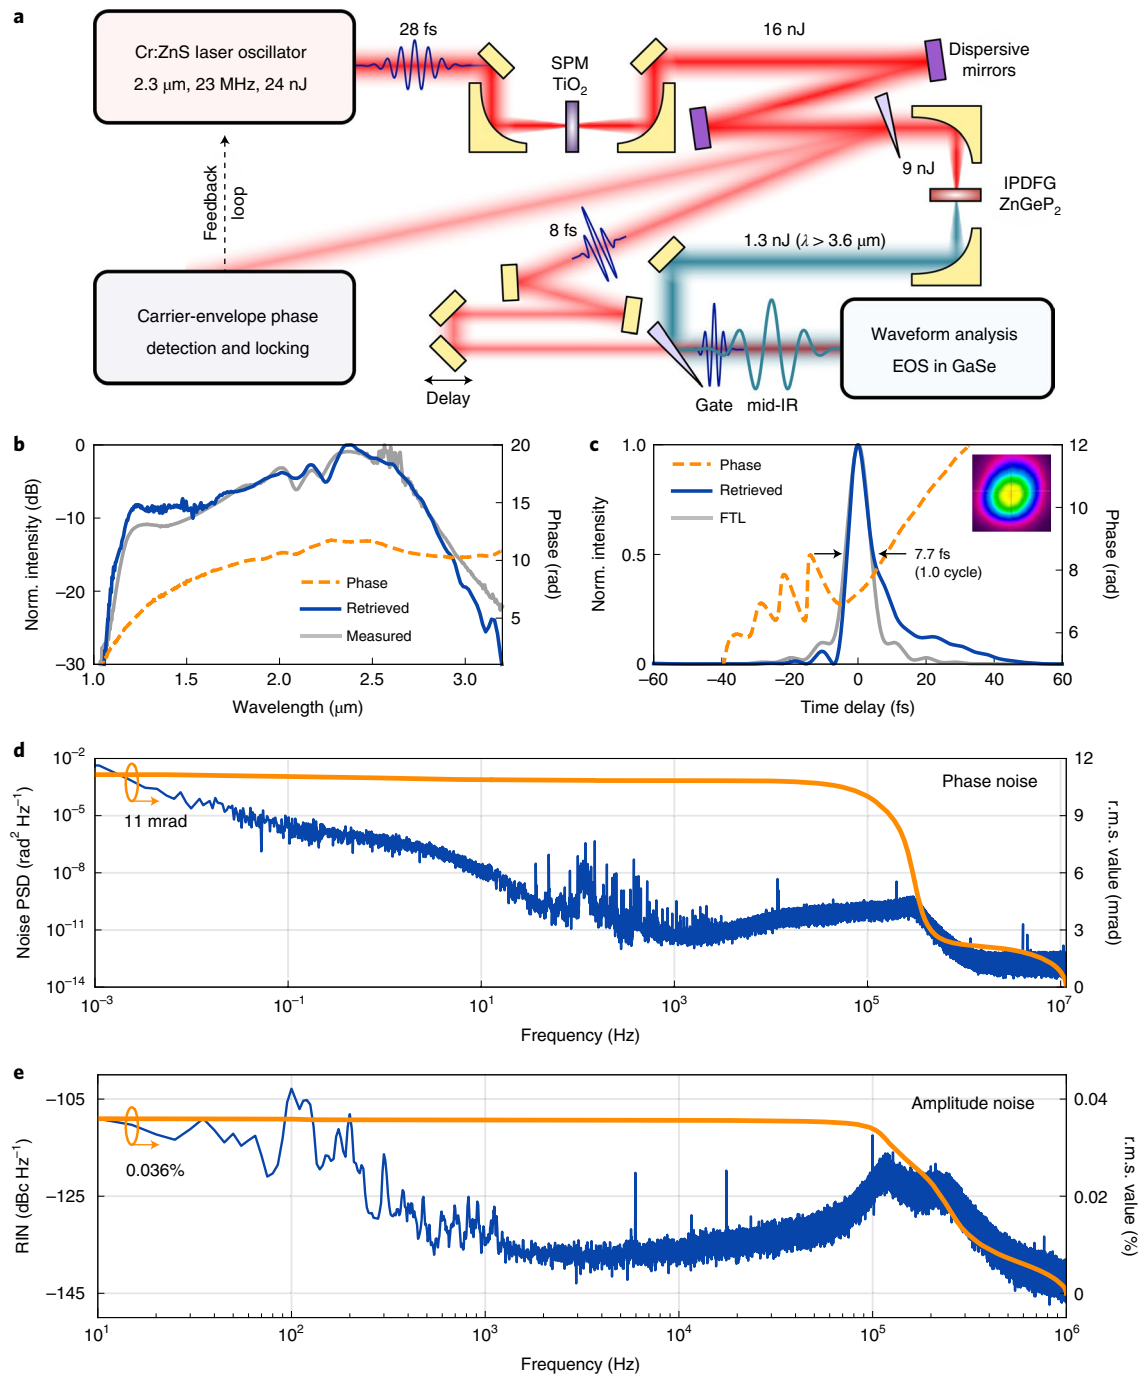 a
Cr:ZnS laser oscillator
2.3 μm, 23 MHz, 24 nJ
28 fs
SPM
TiO2
16 nJ
Dispersive
mirrors
9 nJ
IPDFG
ZnGeP2
Feedback
loop
8 fs
1.3 nJ (λ > 3.6 μm)
Carrier-envelope phase
detection and locking
Delay
Gate
mid-IR
Waveform analysis
EOS in GaSe
b
Norm. intensity (dB)
0
−10
−20
−30
20
15
10
5
Phase (rad)
Phase
Retrieved
Measured
1.0
1.5
2.0
2.5
3.0
Wavelength (μm)
c
Norm. intensity
1.0
0.5
0
Phase
Retrieved
FTL
7.7 fs
(1.0 cycle)
12
10
8
6
Phase (rad)
−60
−40
−20
0
20
40
60
Time delay (fs)
d
Noise PSD (rad² Hz⁻¹)
10⁻²
10⁻⁵
10⁻⁸
10⁻¹¹
10⁻¹⁴
11 mrad
Phase noise
12
9
6
3
0
r.m.s. value (mrad)
10⁻³
10⁻¹
10¹
10³
10⁵
10⁷
Frequency (Hz)
e
RIN (dBc Hz⁻¹)
−105
−125
−145
0.036%
Amplitude noise
0.04
0.02
0
r.m.s. value (%)
10¹
10²
10³
10⁴
10⁵
10⁶
Frequency (Hz)